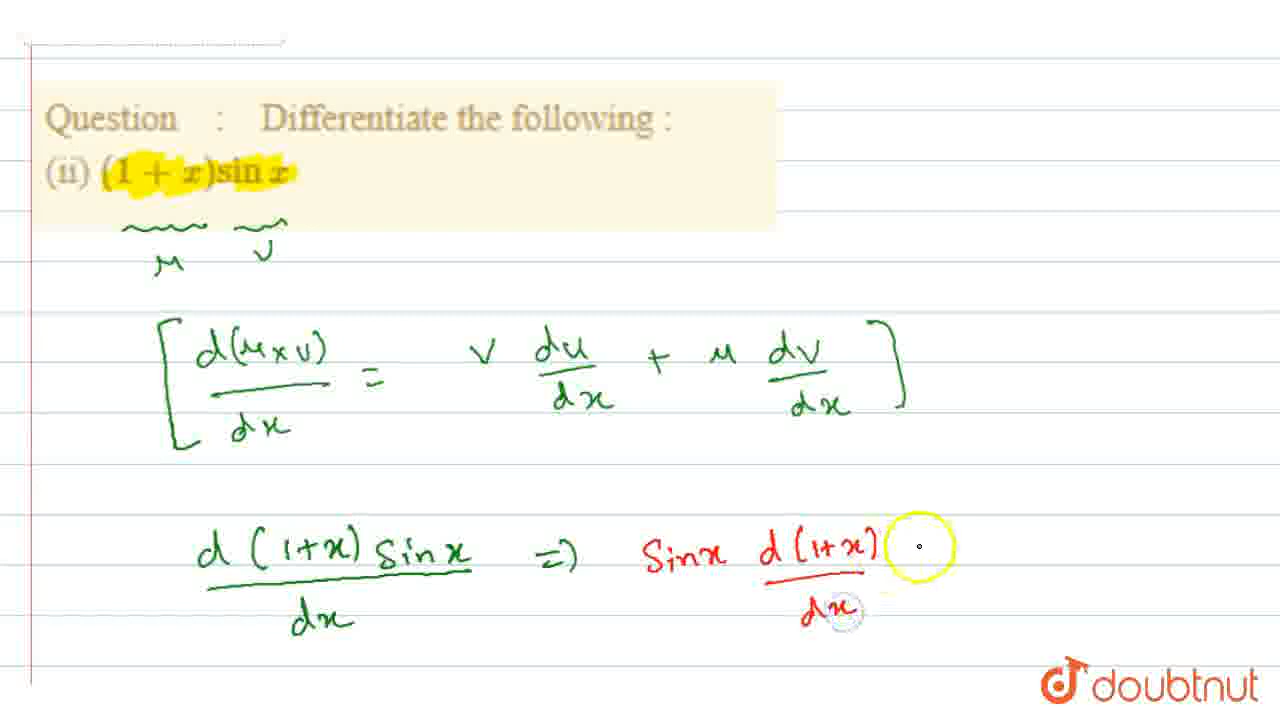 Question : Differentiate the following :
(ii) (1 + x)sin x
u v
[ d(u × v)/dx = v du/dx + u dv/dx ]
d (1+x) sinx / dx ⇒ sinx d(1+x)/dx
doubtnut